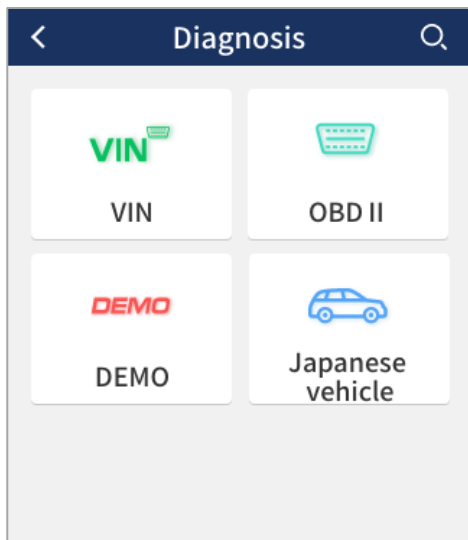 Diagnosis
VIN
VIN
OBD II
DEMO
DEMO
Japanese
vehicle